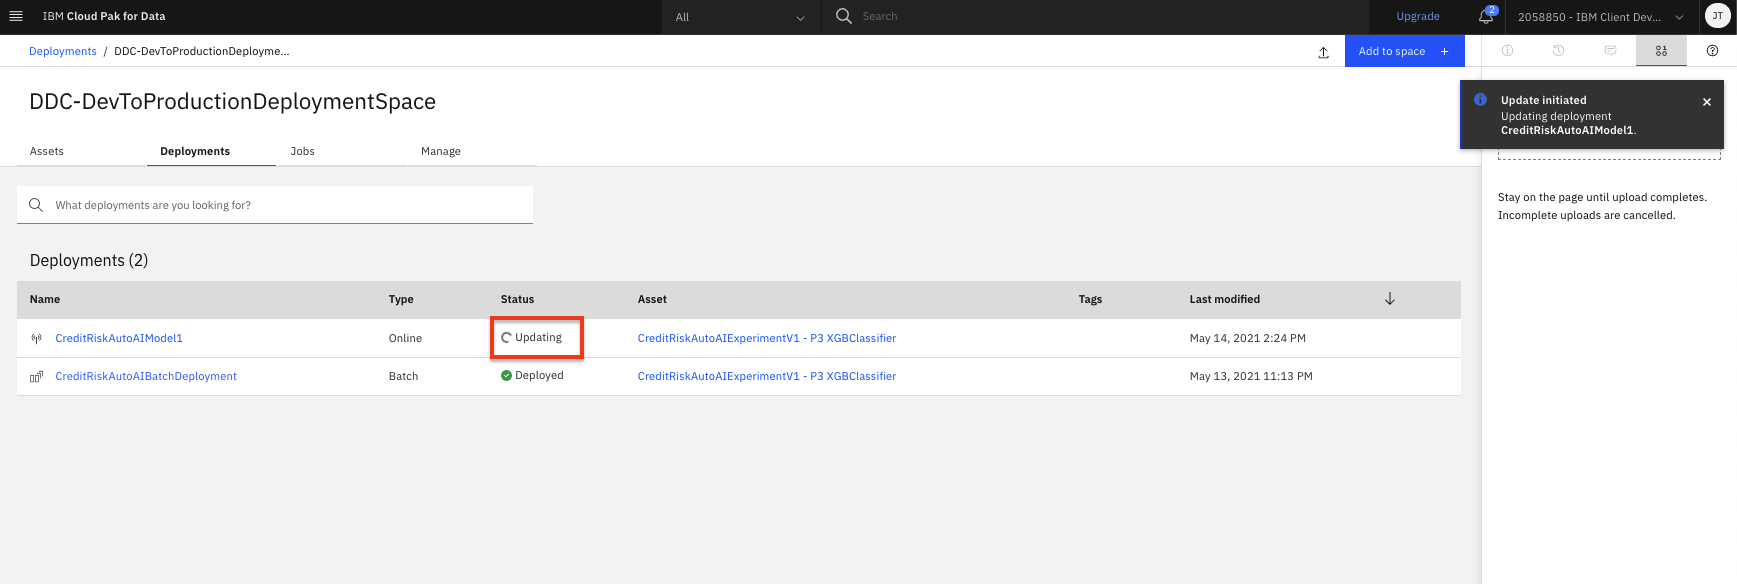 IBM Cloud Pak for Data
All
Search
Upgrade
2
2058850 - IBM Client Dev...
JT
Deployments / DDC-DevToProductionDeployme...
Add to space +
DDC-DevToProductionDeploymentSpace
Update initiated
Updating deployment
CreditRiskAutoAIModel1.
Assets Deployments Jobs Manage
Stay on the page until upload completes.
Incomplete uploads are cancelled.
What deployments are you looking for?
Deployments (2)
Name Type Status Asset Tags Last modified
CreditRiskAutoAIModel1 Online Updating CreditRiskAutoAIExperimentV1 - P3 XGBClassifier May 14, 2021 2:24 PM
CreditRiskAutoAIBatchDeployment Batch Deployed CreditRiskAutoAIExperimentV1 - P3 XGBClassifier May 13, 2021 11:13 PM